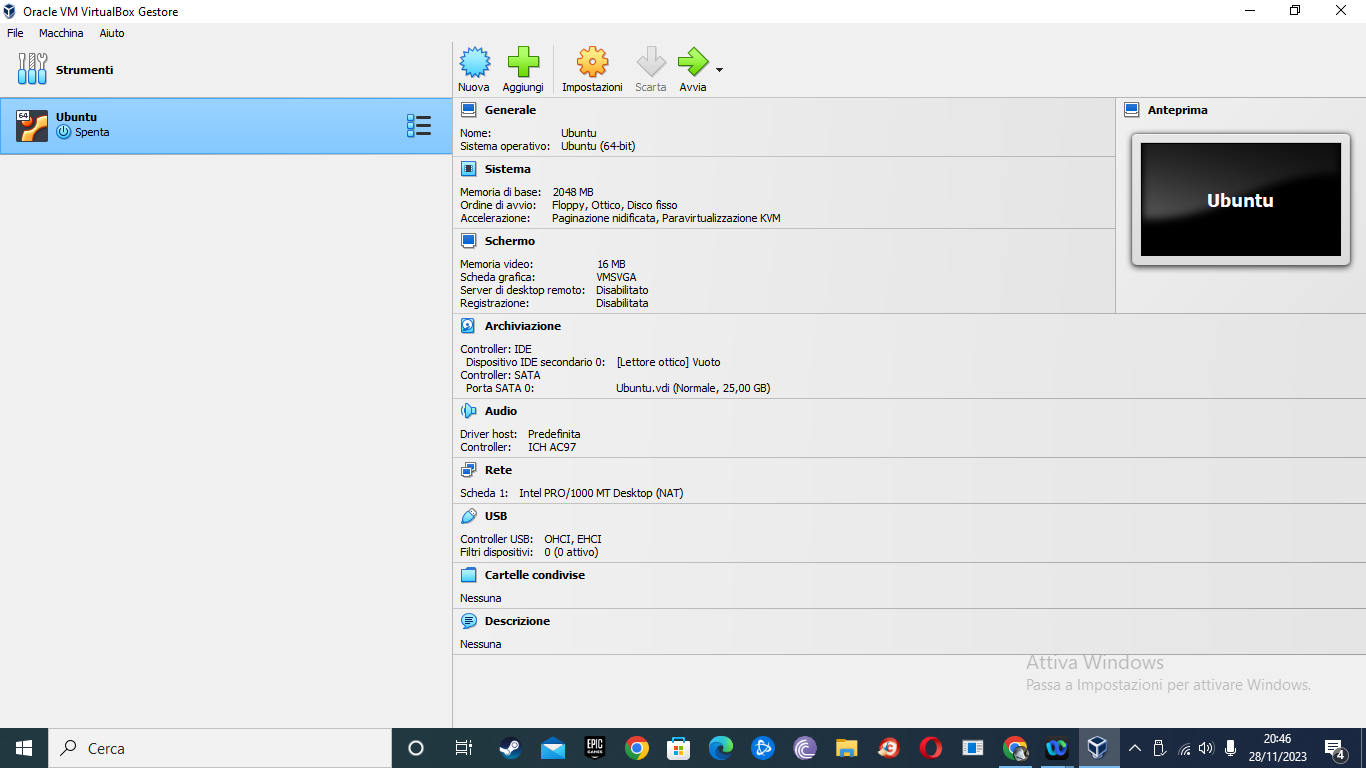 Oracle VM VirtualBox Gestore
File Macchina Aiuto
Strumenti
Nuova Aggiungi Impostazioni Scarta Avvia
64
Ubuntu
Spenta
Generale
Nome: Ubuntu
Sistema operativo: Ubuntu (64-bit)
Anteprima
Ubuntu
Sistema
Memoria di base: 2048 MB
Ordine di avvio: Floppy, Ottico, Disco fisso
Accelerazione: Paginazione nidificata, Paravirtualizzazione KVM
Schermo
Memoria video: 16 MB
Scheda grafica: VMSVGA
Server di desktop remoto: Disabilitato
Registrazione: Disabilitata
Archiviazione
Controller: IDE
Dispositivo IDE secondario 0: [Lettore ottico] Vuoto
Controller: SATA
Porta SATA 0: Ubuntu.vdi (Normale, 25,00 GB)
Audio
Driver host: Predefinita
Controller: ICH AC97
Rete
Scheda 1: Intel PRO/1000 MT Desktop (NAT)
USB
Controller USB: OHCI, EHCI
Filtri dispositivi: 0 (0 attivo)
Cartelle condivise
Nessuna
Descrizione
Nessuna
Attiva Windows
Passa a Impostazioni per attivare Windows.
Cerca
EPIC
GAMES
20:46
28/11/2023
4